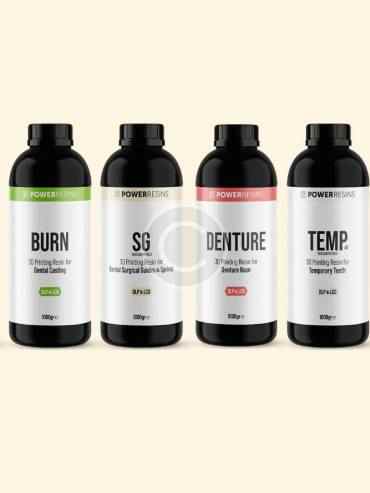 POWERRESINS
BURN
3D Printing Resin for
Dental Casting
DLP & LCD
1000gr
POWERRESINS
SG
3D Printing Resin for
Dental Surgical Guides & Splints
DLP & LCD
1000gr
POWERRESINS
DENTURE
3D Printing Resin for
Denture Base
DLP & LCD
1000gr
POWERRESINS
TEMP.
3D Printing Resin for
Temporary Teeth
DLP & LCD
1000gr